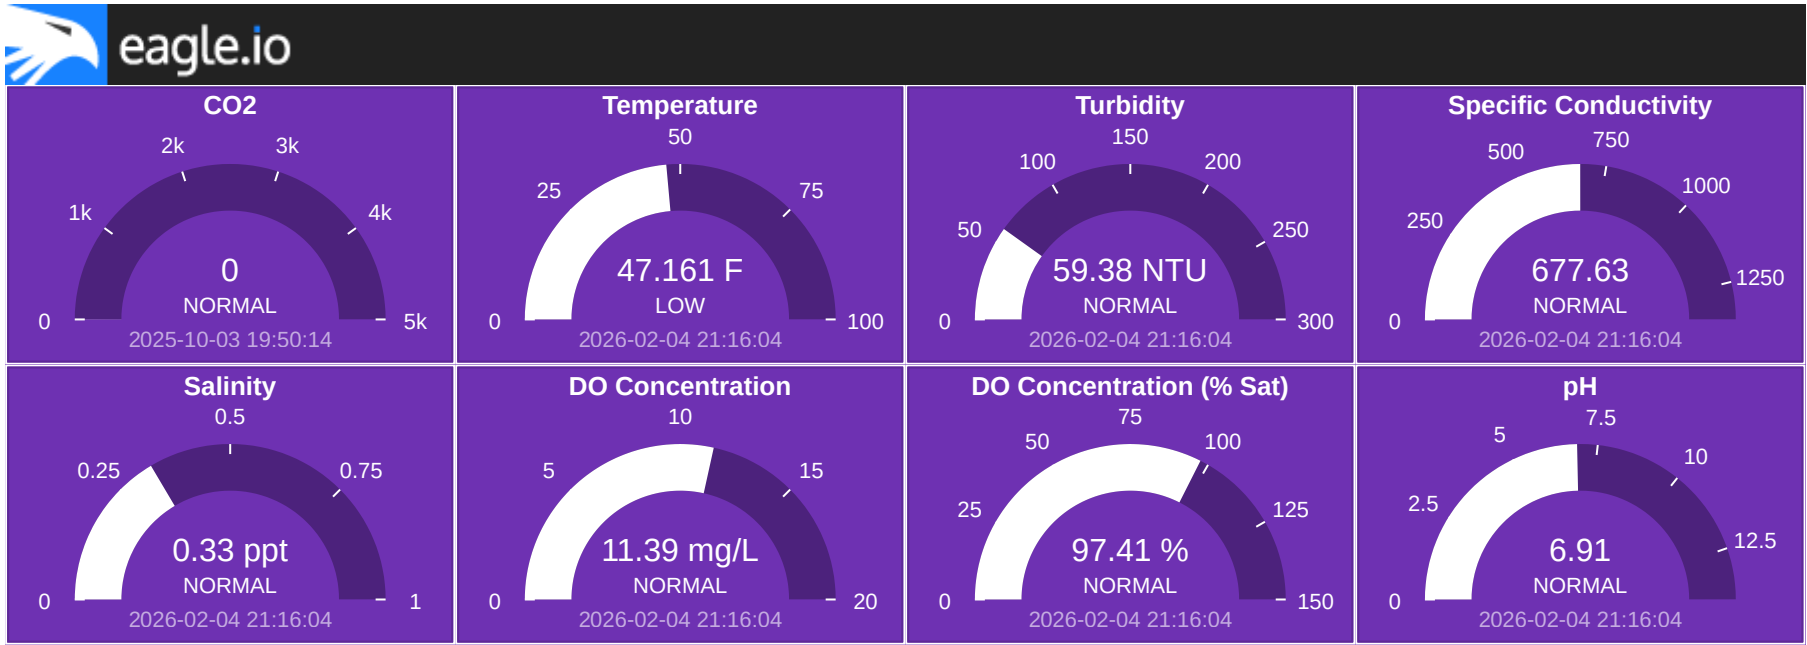 eagle.io
CO2
0
1k
2k
3k
4k
5k
0
NORMAL
2025-10-03 19:50:14
Temperature
0
25
50
75
100
47.161 F
LOW
2026-02-04 21:16:04
Turbidity
0
50
100
150
200
250
300
59.38 NTU
NORMAL
2026-02-04 21:16:04
Specific Conductivity
0
250
500
750
1000
1250
677.63
NORMAL
2026-02-04 21:16:04
Salinity
0
0.25
0.5
0.75
1
0.33 ppt
NORMAL
2026-02-04 21:16:04
DO Concentration
0
5
10
15
20
11.39 mg/L
NORMAL
2026-02-04 21:16:04
DO Concentration (% Sat)
0
25
50
75
100
125
150
97.41 %
NORMAL
2026-02-04 21:16:04
pH
0
2.5
5
7.5
10
12.5
6.91
NORMAL
2026-02-04 21:16:04